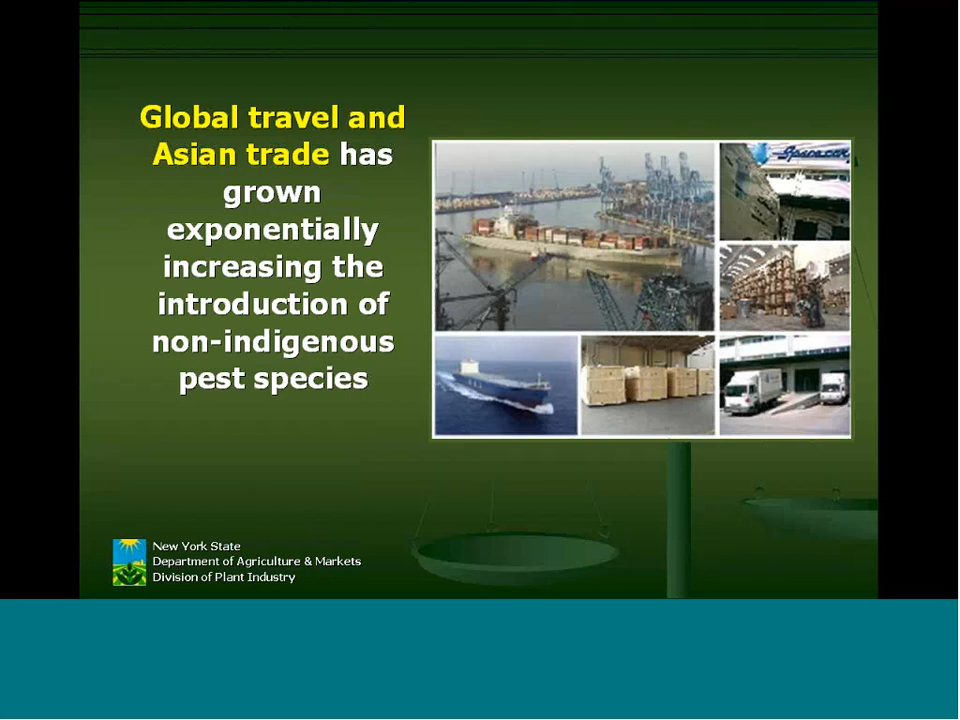 Global travel and
Asian trade has
grown
exponentially
increasing the
introduction of
non-indigenous
pest species
New York State
Department of Agriculture & Markets
Division of Plant Industry